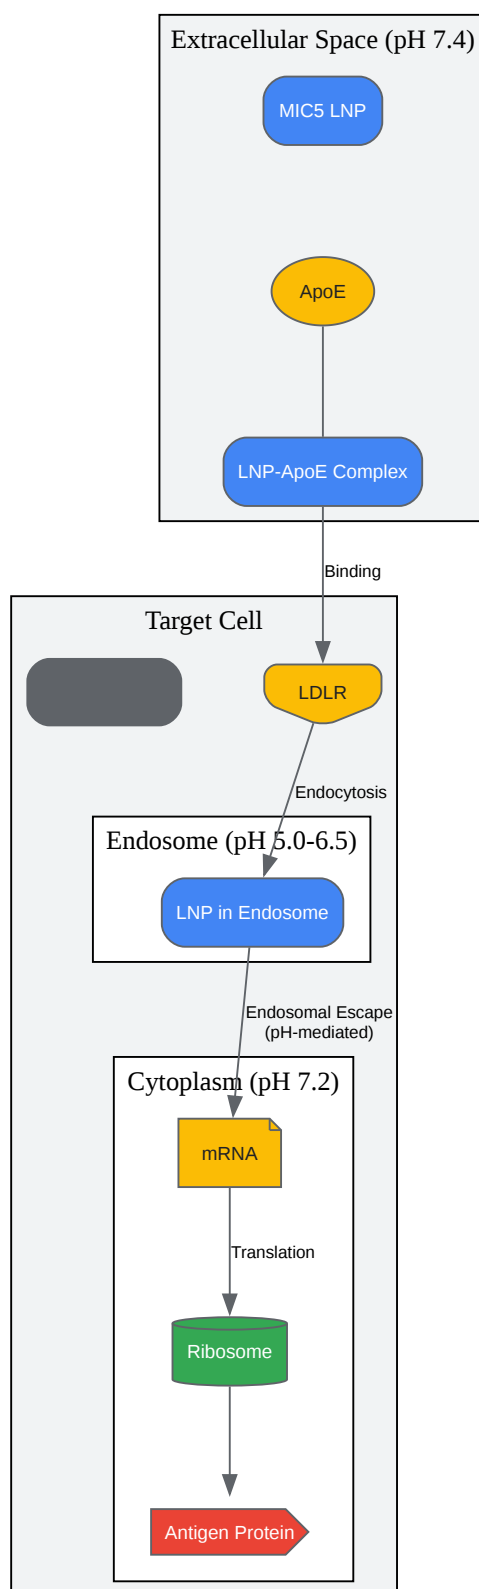 Extracellular Space (pH 7.4)
MIC5 LNP
ApoE
LNP-ApoE Complex
Binding
Target Cell
LDLR
Endocytosis
Endosome (pH 5.0-6.5)
LNP in Endosome
Endosomal Escape
(pH-mediated)
Cytoplasm (pH 7.2)
mRNA
Translation
Ribosome
Antigen Protein